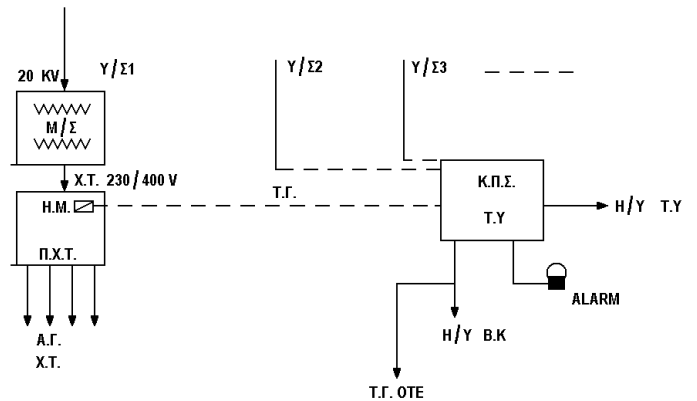 20 KV
Υ/Σ1
Υ/Σ2
Υ/Σ3
Μ/Σ
Χ.Τ. 230/400 V
Η.Μ.
Τ.Γ.
Κ.Π.Σ.
Τ.Υ
Η/Υ Τ.Υ
Π.Χ.Τ.
ALARM
Α.Γ.
Χ.Τ.
Η/Υ Β.Κ
Τ.Γ. ΟΤΕ